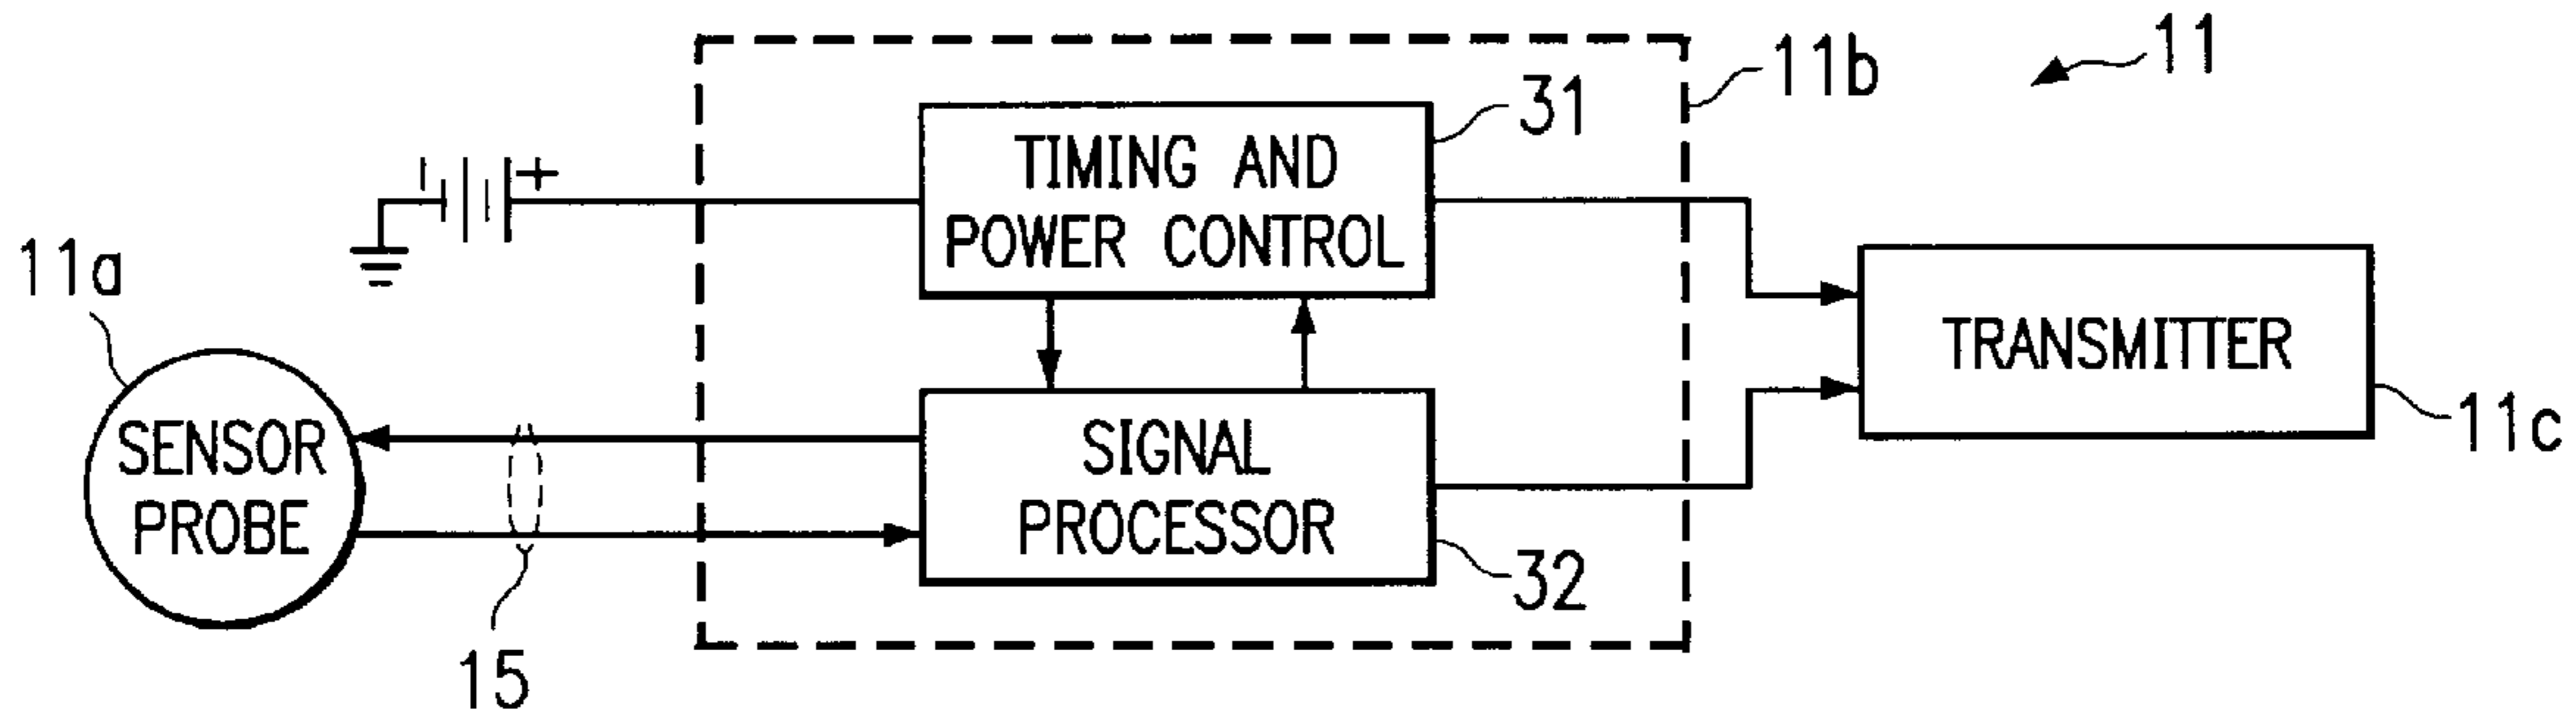 11
11b
31
TIMING AND
POWER CONTROL
+
11a
TRANSMITTER
11c
SENSOR
PROBE
SIGNAL
PROCESSOR
32
15